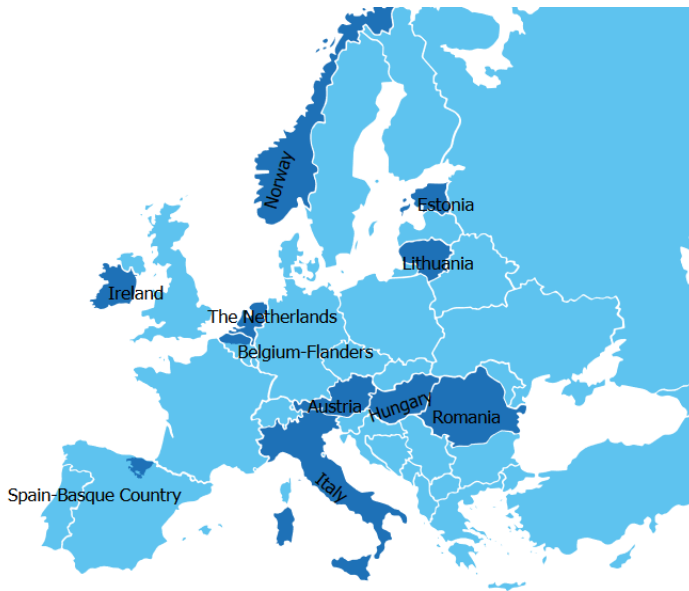 Norway
Estonia
Lithuania
Ireland
The Netherlands
Belgium-Flanders
Austria
Hungary
Romania
Italy
Spain-Basque Country